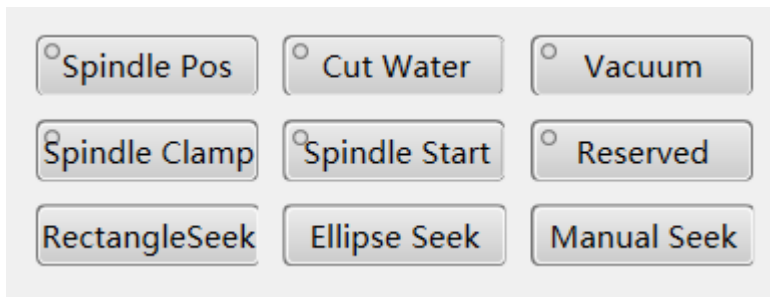 Spindle Pos Cut Water Vacuum
Spindle Clamp Spindle Start Reserved
RectangleSeek Ellipse Seek Manual Seek